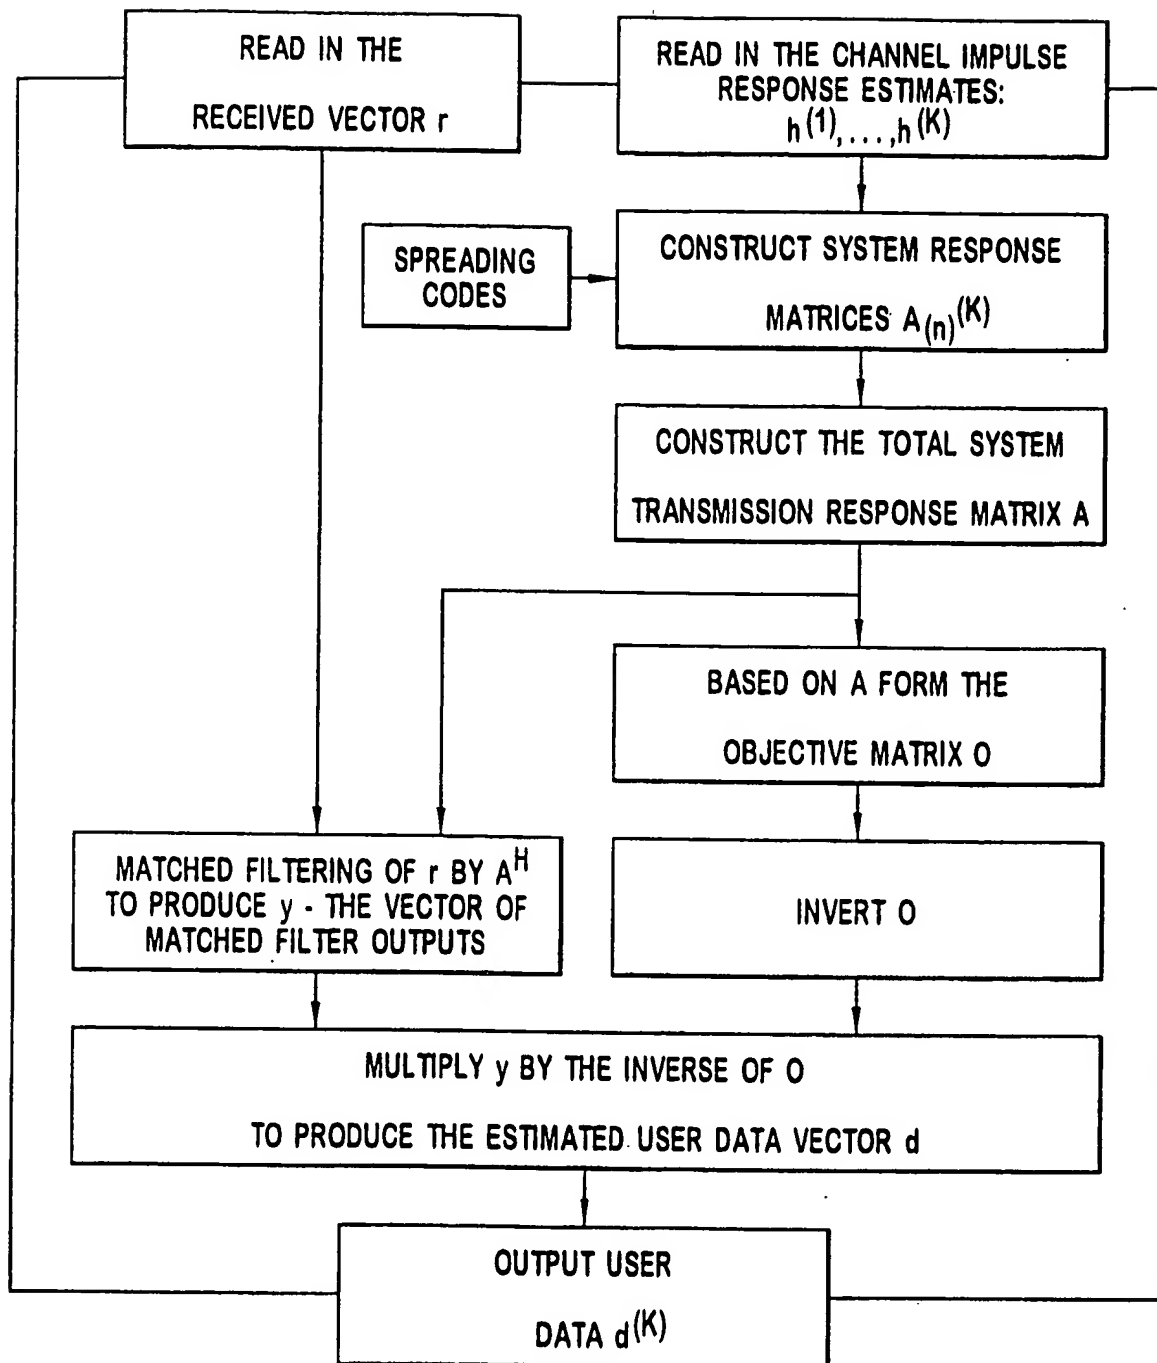 READ IN THE
RECEIVED VECTOR r
READ IN THE CHANNEL IMPULSE
RESPONSE ESTIMATES:
h(1),...,h(K)
SPREADING
CODES
CONSTRUCT SYSTEM RESPONSE
MATRICES A(n)(K)
CONSTRUCT THE TOTAL SYSTEM
TRANSMISSION RESPONSE MATRIX A
BASED ON A FORM THE
OBJECTIVE MATRIX O
MATCHED FILTERING OF r BY AH
TO PRODUCE y - THE VECTOR OF
MATCHED FILTER OUTPUTS
INVERT O
MULTIPLY y BY THE INVERSE OF O
TO PRODUCE THE ESTIMATED USER DATA VECTOR d
OUTPUT USER
DATA d(K)